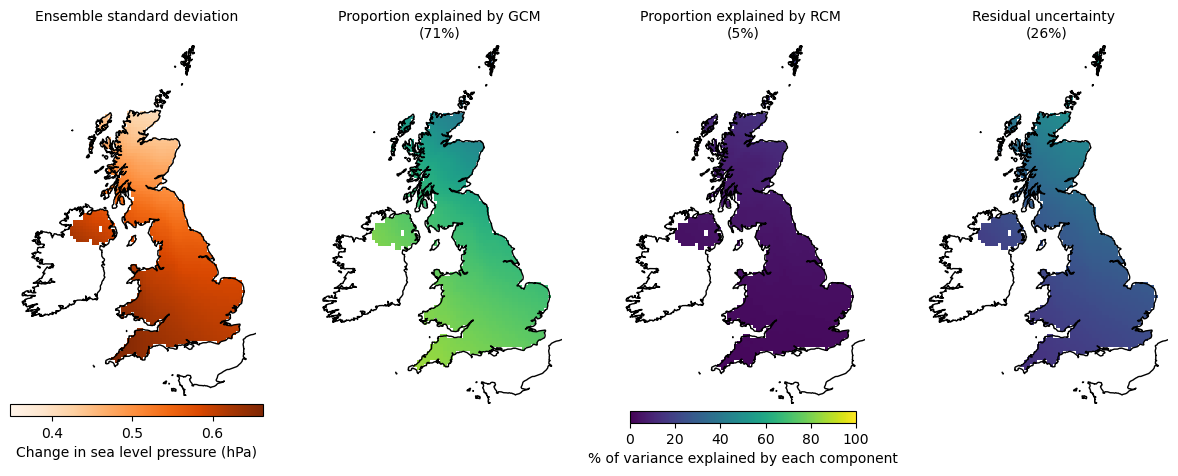 Ensemble standard deviation
Proportion explained by GCM
(71%)
Proportion explained by RCM
(5%)
Residual uncertainty
(26%)
0.4 0.5 0.6
Change in sea level pressure (hPa)
0 20 40 60 80 100
% of variance explained by each component